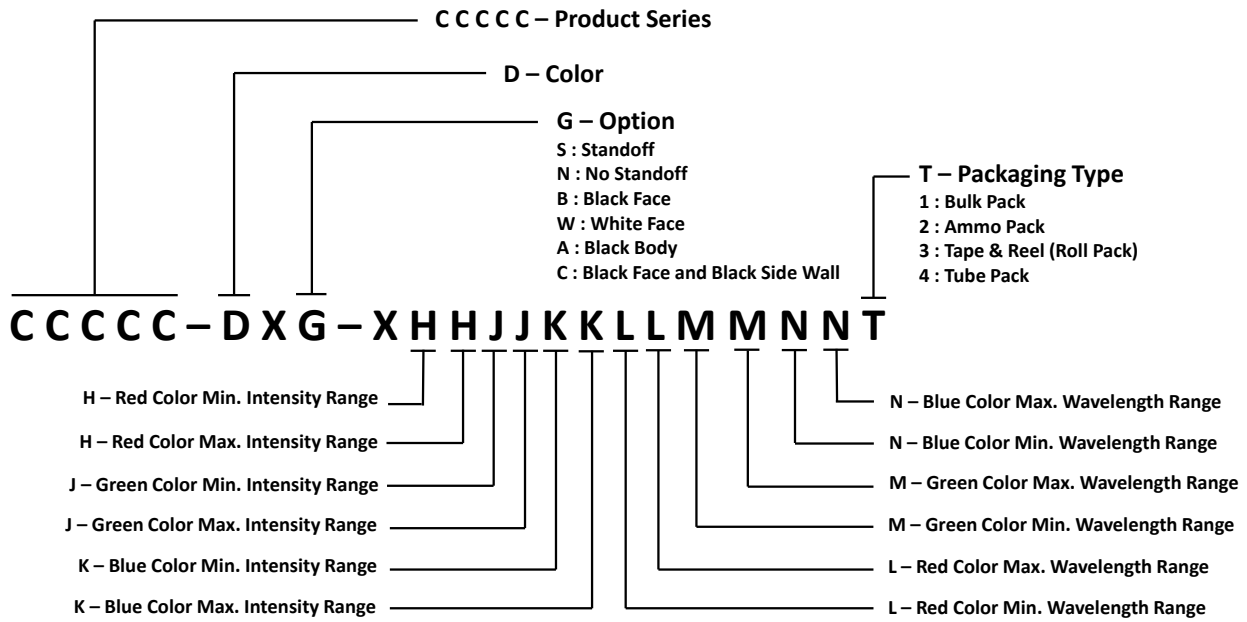 C C C C C – Product Series
D – Color
G – Option
S : Standoff
N : No Standoff
B : Black Face
W : White Face
A : Black Body
C : Black Face and Black Side Wall
T – Packaging Type
1 : Bulk Pack
2 : Ammo Pack
3 : Tape & Reel (Roll Pack)
4 : Tube Pack
C C C C C – D X G – X H H J J K K L L M M N N T
H – Red Color Min. Intensity Range
H – Red Color Max. Intensity Range
J – Green Color Min. Intensity Range
J – Green Color Max. Intensity Range
K – Blue Color Min. Intensity Range
K – Blue Color Max. Intensity Range
N – Blue Color Max. Wavelength Range
N – Blue Color Min. Wavelength Range
M – Green Color Max. Wavelength Range
M – Green Color Min. Wavelength Range
L – Red Color Max. Wavelength Range
L – Red Color Min. Wavelength Range